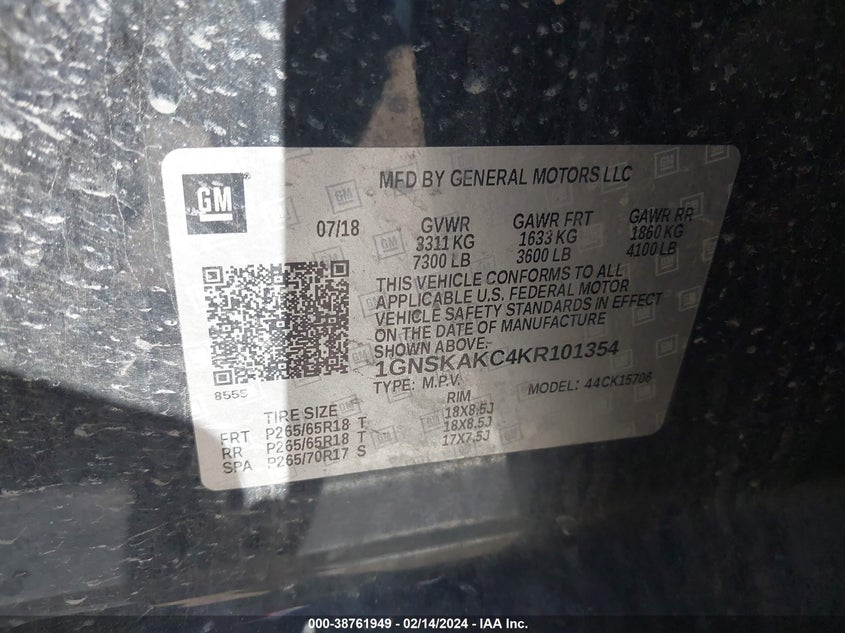 GM
MFD BY GENERAL MOTORS LLC
07/18
GVWR GAWR FRT GAWR RR
3311 KG 1633 KG 1860 KG
7300 LB 3600 LB 4100 LB
THIS VEHICLE CONFORMS TO ALL
APPLICABLE U.S. FEDERAL MOTOR
VEHICLE SAFETY STANDARDS IN EFFECT
ON THE DATE OF MANUFACTURE
SHOWN ABOVE.
1GNSKAKC4KR101354
TYPE: M.P.V. MODEL: 44CK15706
8555
TIRE SIZE RIM
FRT P265/65R18 T 18X8.5J
RR P265/65R18 T 18X8.5J
SPA P265/70R17 S 17X7.5J
000-38761949 - 02/14/2024 - IAA Inc.